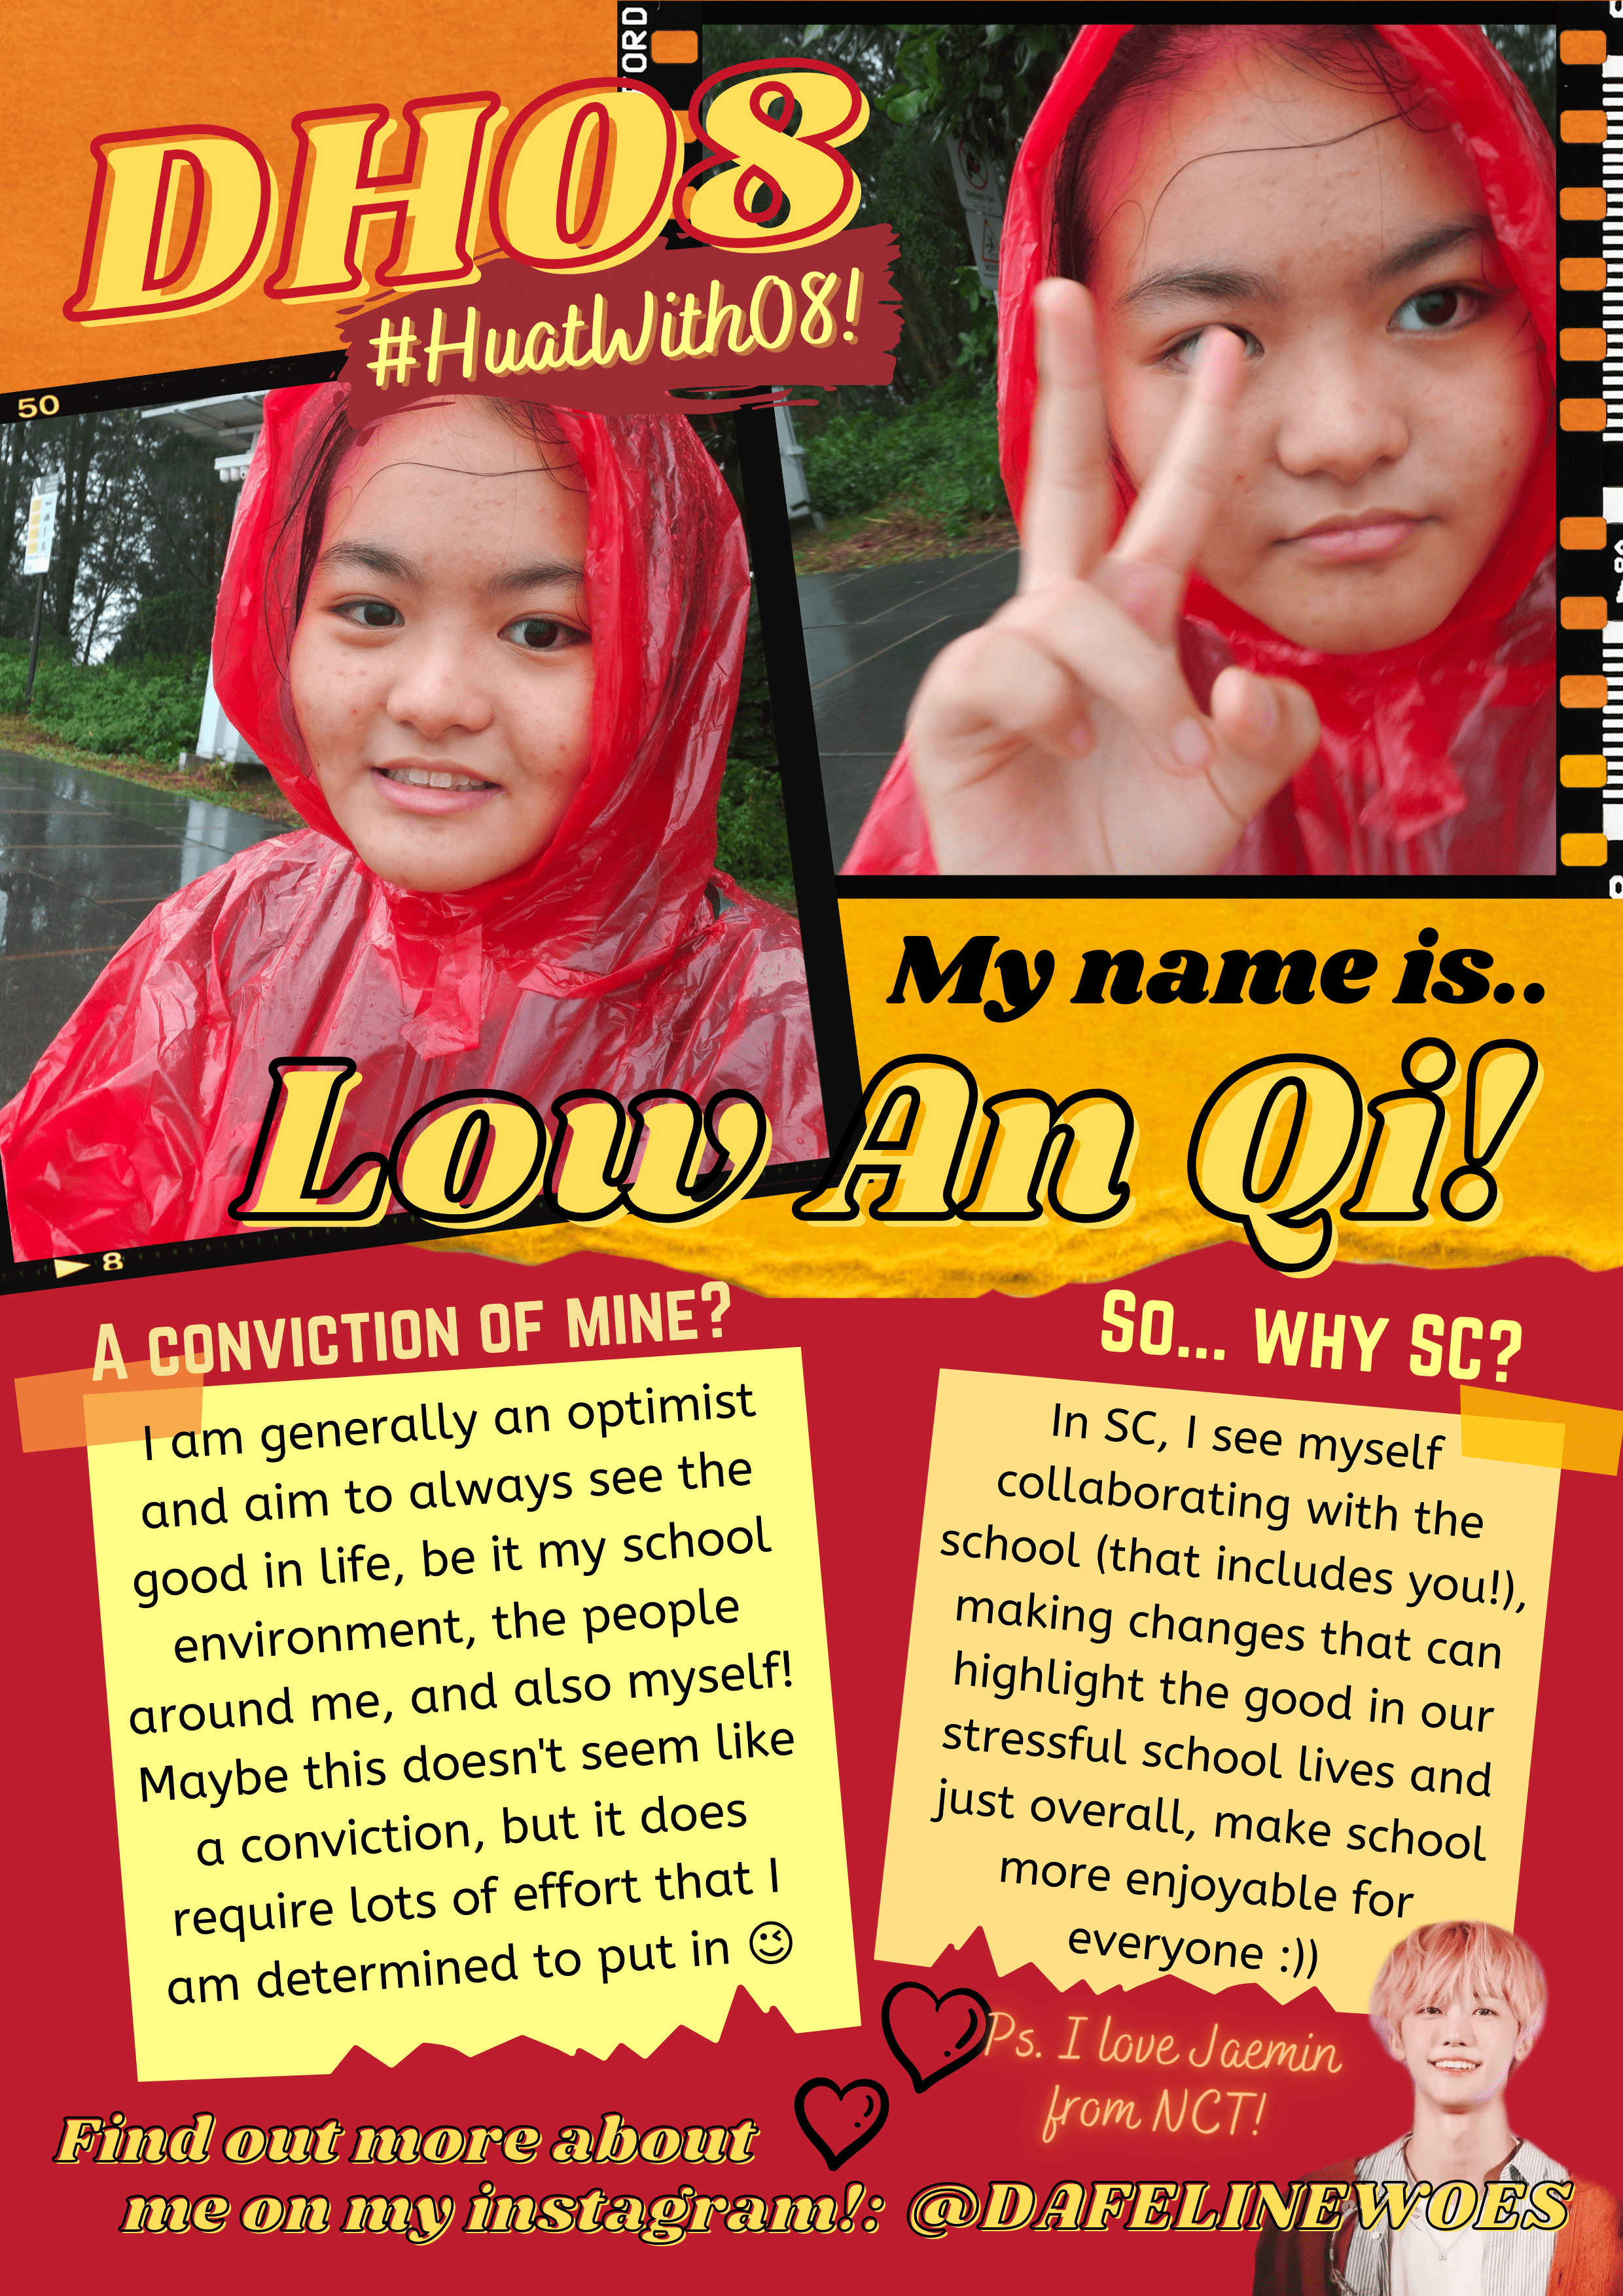 FORD
DH08
#HuatWith08!
50
My name is..
Low An Qi!
8
A CONVICTION OF MINE?
I am generally an optimist
and aim to always see the
good in life, be it my school
environment, the people
around me, and also myself!
Maybe this doesn't seem like
a conviction, but it does
require lots of effort that I
am determined to put in 😉
SO... WHY SC?
In SC, I see myself
collaborating with the
school (that includes you!),
making changes that can
highlight the good in our
stressful school lives and
just overall, make school
more enjoyable for
everyone :))
Ps. I love Jaemin
from NCT!
Find out more about
me on my instagram!: @DAFELINEWOES